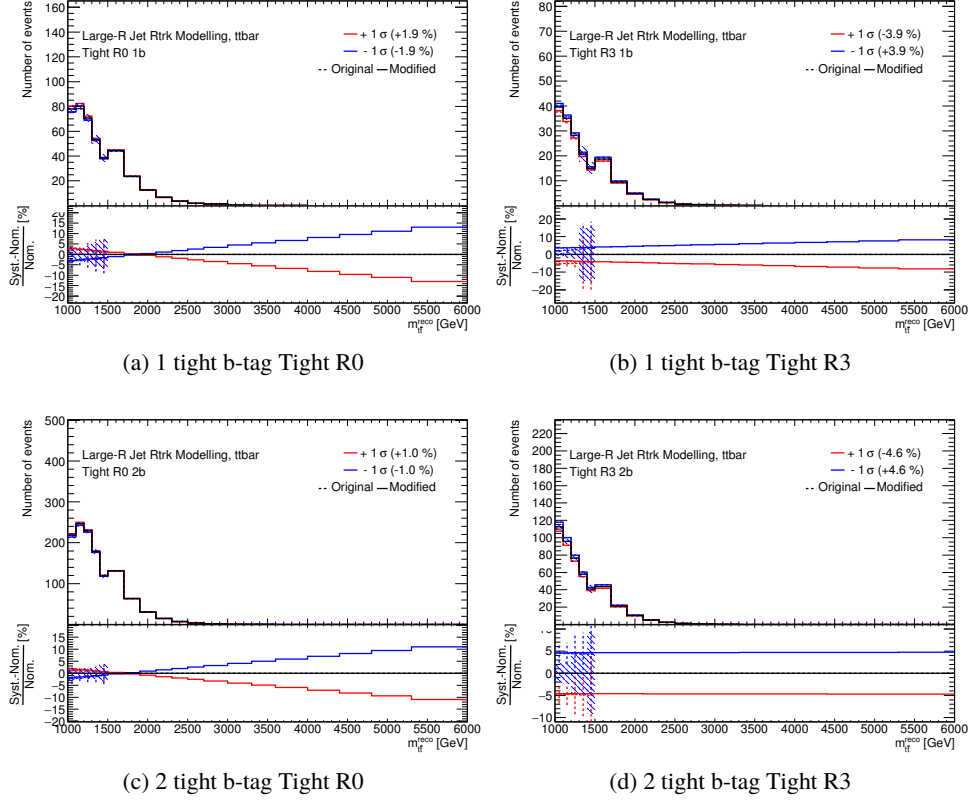 Number of events
160
140
120
100
80
60
40
20
Large-R Jet Rtrk Modelling, ttbar
Tight R0 1b
+ 1 σ (+1.9 %)
- 1 σ (-1.9 %)
Original Modified
Syst.-Nom. [%]
Nom.
20
15
10
5
0
−5
−10
−15
−20
1000 1500 2000 2500 3000 3500 4000 4500 5000 5500 6000
m_{tt̄}^{reco} [GeV]
(a) 1 tight b-tag Tight R0
Number of events
80
70
60
50
40
30
20
10
Large-R Jet Rtrk Modelling, ttbar
Tight R3 1b
+ 1 σ (-3.9 %)
- 1 σ (+3.9 %)
Original Modified
Syst.-Nom. [%]
Nom.
20
10
0
−10
−20
1000 1500 2000 2500 3000 3500 4000 4500 5000 5500 6000
m_{tt̄}^{reco} [GeV]
(b) 1 tight b-tag Tight R3
Number of events
500
400
300
200
100
Large-R Jet Rtrk Modelling, ttbar
Tight R0 2b
+ 1 σ (+1.0 %)
- 1 σ (-1.0 %)
Original Modified
Syst.-Nom. [%]
Nom.
15
10
5
0
−5
−10
−15
−20
1000 1500 2000 2500 3000 3500 4000 4500 5000 5500 6000
m_{tt̄}^{reco} [GeV]
(c) 2 tight b-tag Tight R0
Number of events
220
200
180
160
140
120
100
80
60
40
20
Large-R Jet Rtrk Modelling, ttbar
Tight R3 2b
+ 1 σ (-4.6 %)
- 1 σ (+4.6 %)
Original Modified
Syst.-Nom. [%]
Nom.
5
0
−5
−10
1000 1500 2000 2500 3000 3500 4000 4500 5000 5500 6000
m_{tt̄}^{reco} [GeV]
(d) 2 tight b-tag Tight R3